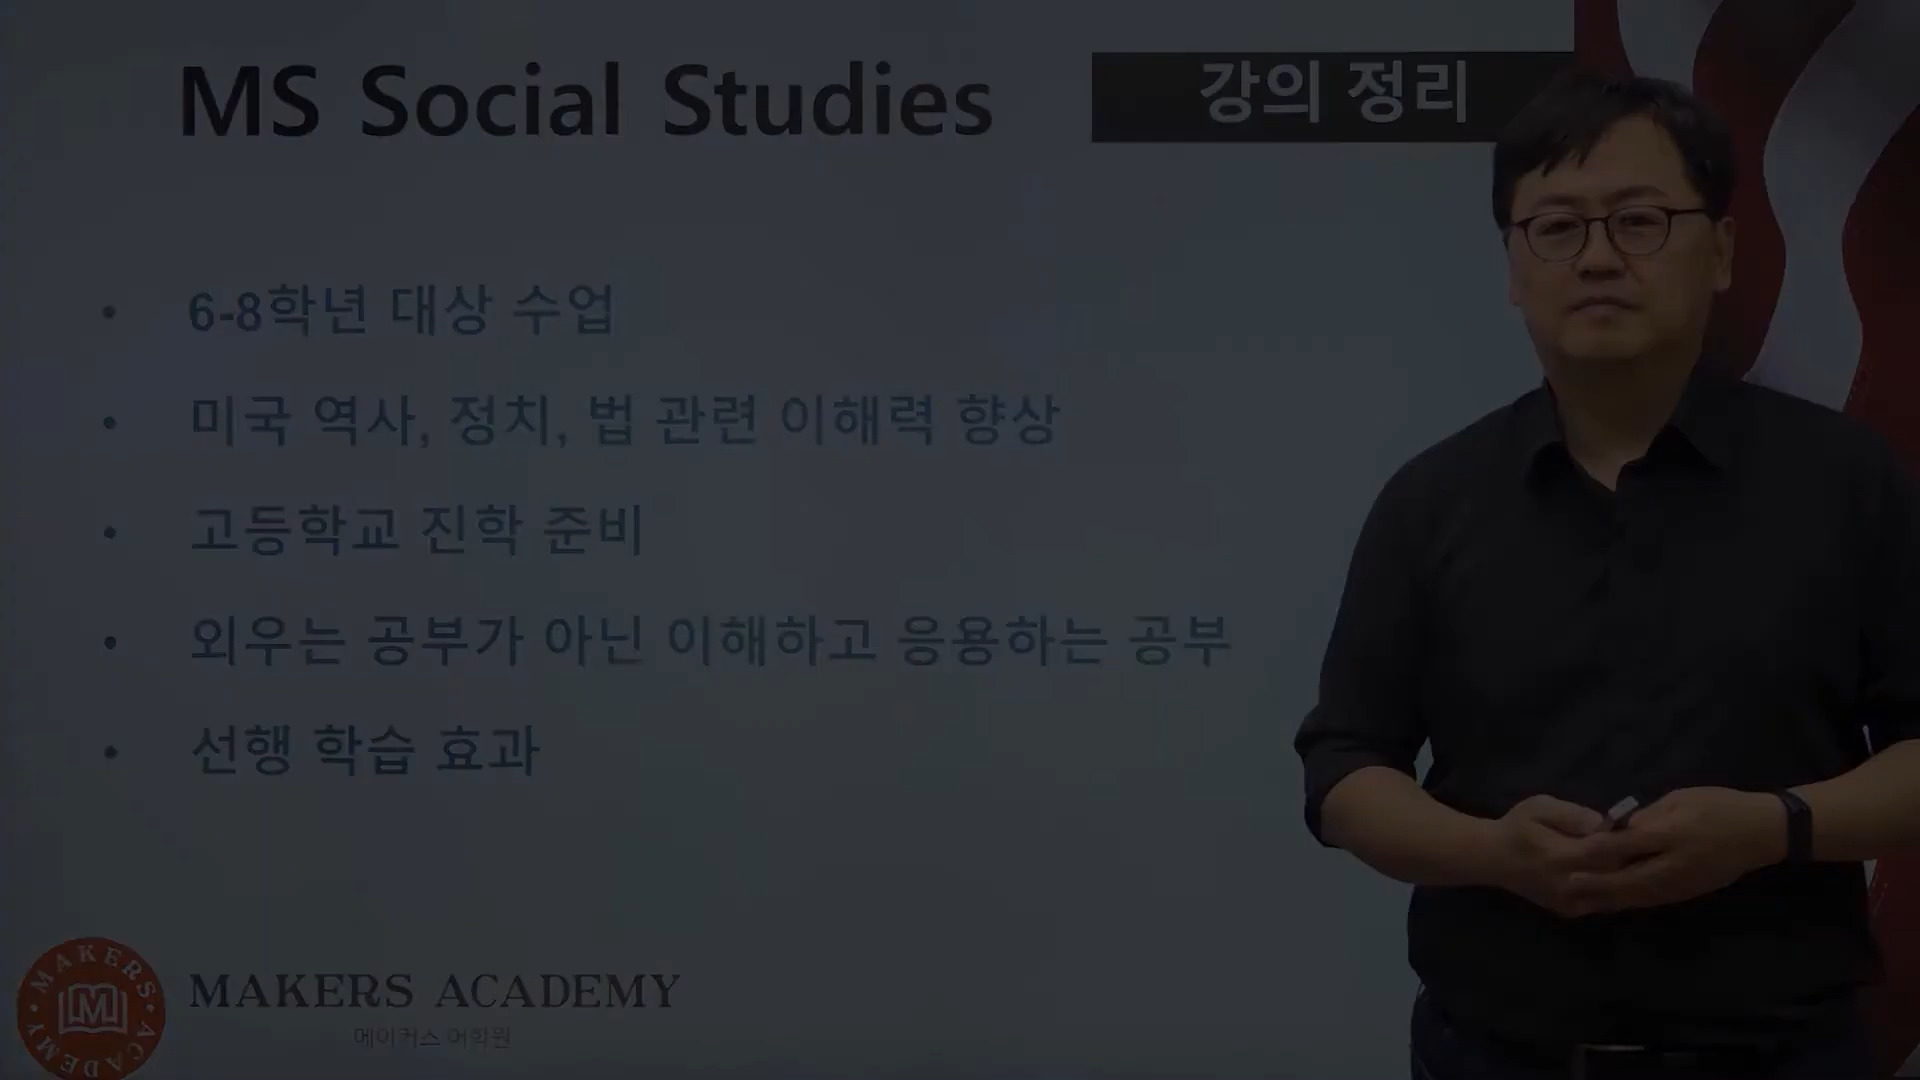 MS Social Studies
강의 정리
• 6-8학년 대상 수업
• 미국 역사, 정치, 법 관련 이해력 향상
• 고등학교 진학 준비
• 외우는 공부가 아닌 이해하고 응용하는 공부
• 선행 학습 효과
MAKERS ACADEMY
M
MAKERS ACADEMY
메이커스 어학원